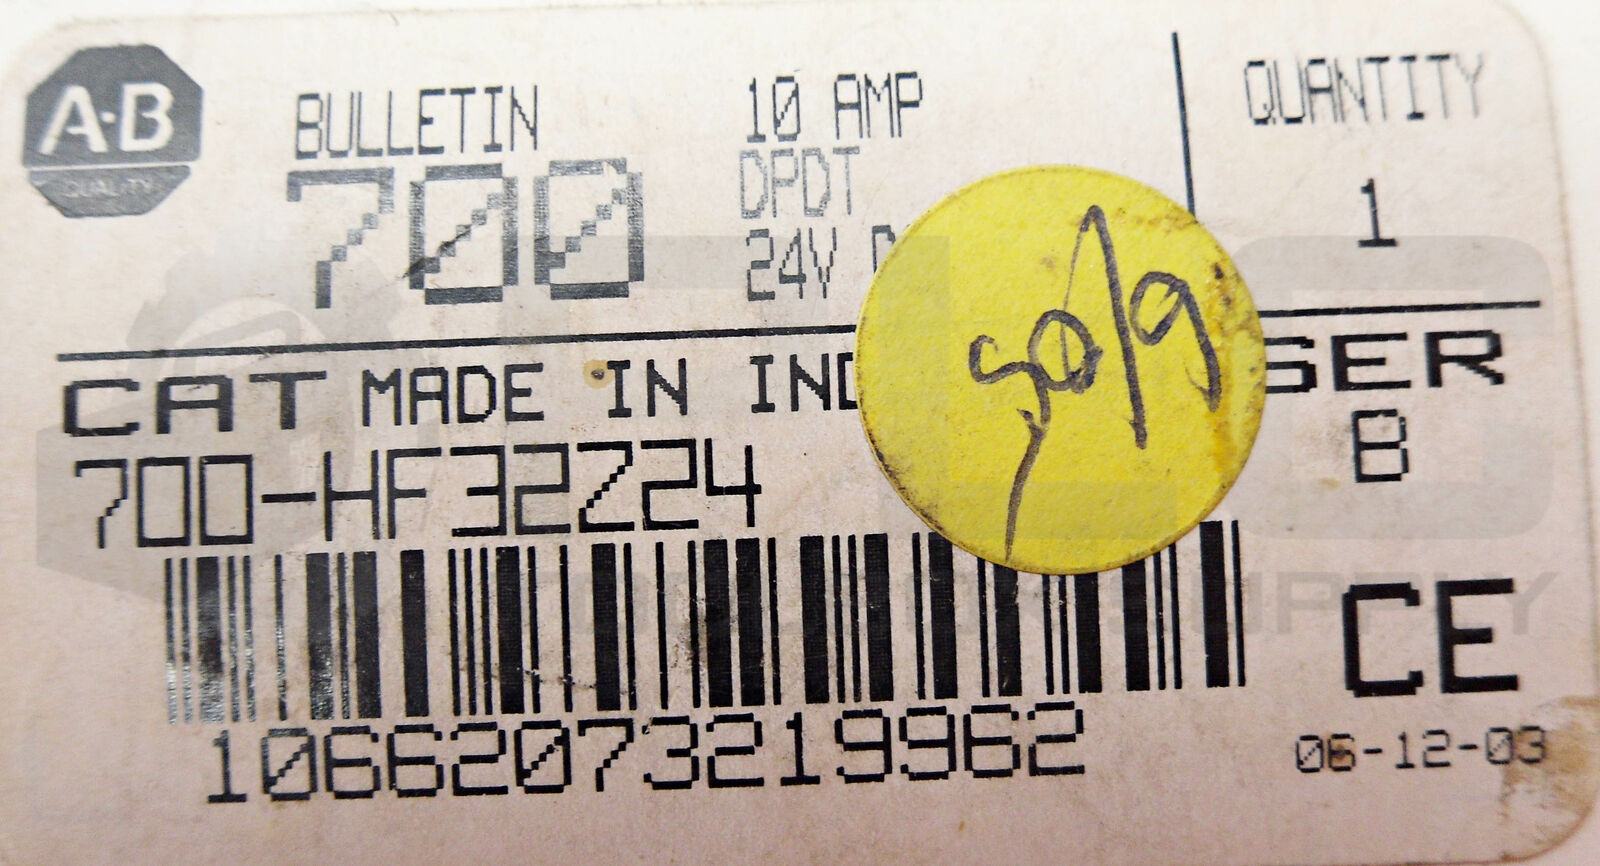 A-B
QUALITY
BULLETIN
700
10 AMP
DPDT
24V
QUANTITY
1
CAT MADE IN
700-HF32Z24
SER
B
CE
10662073219962
06-12-03